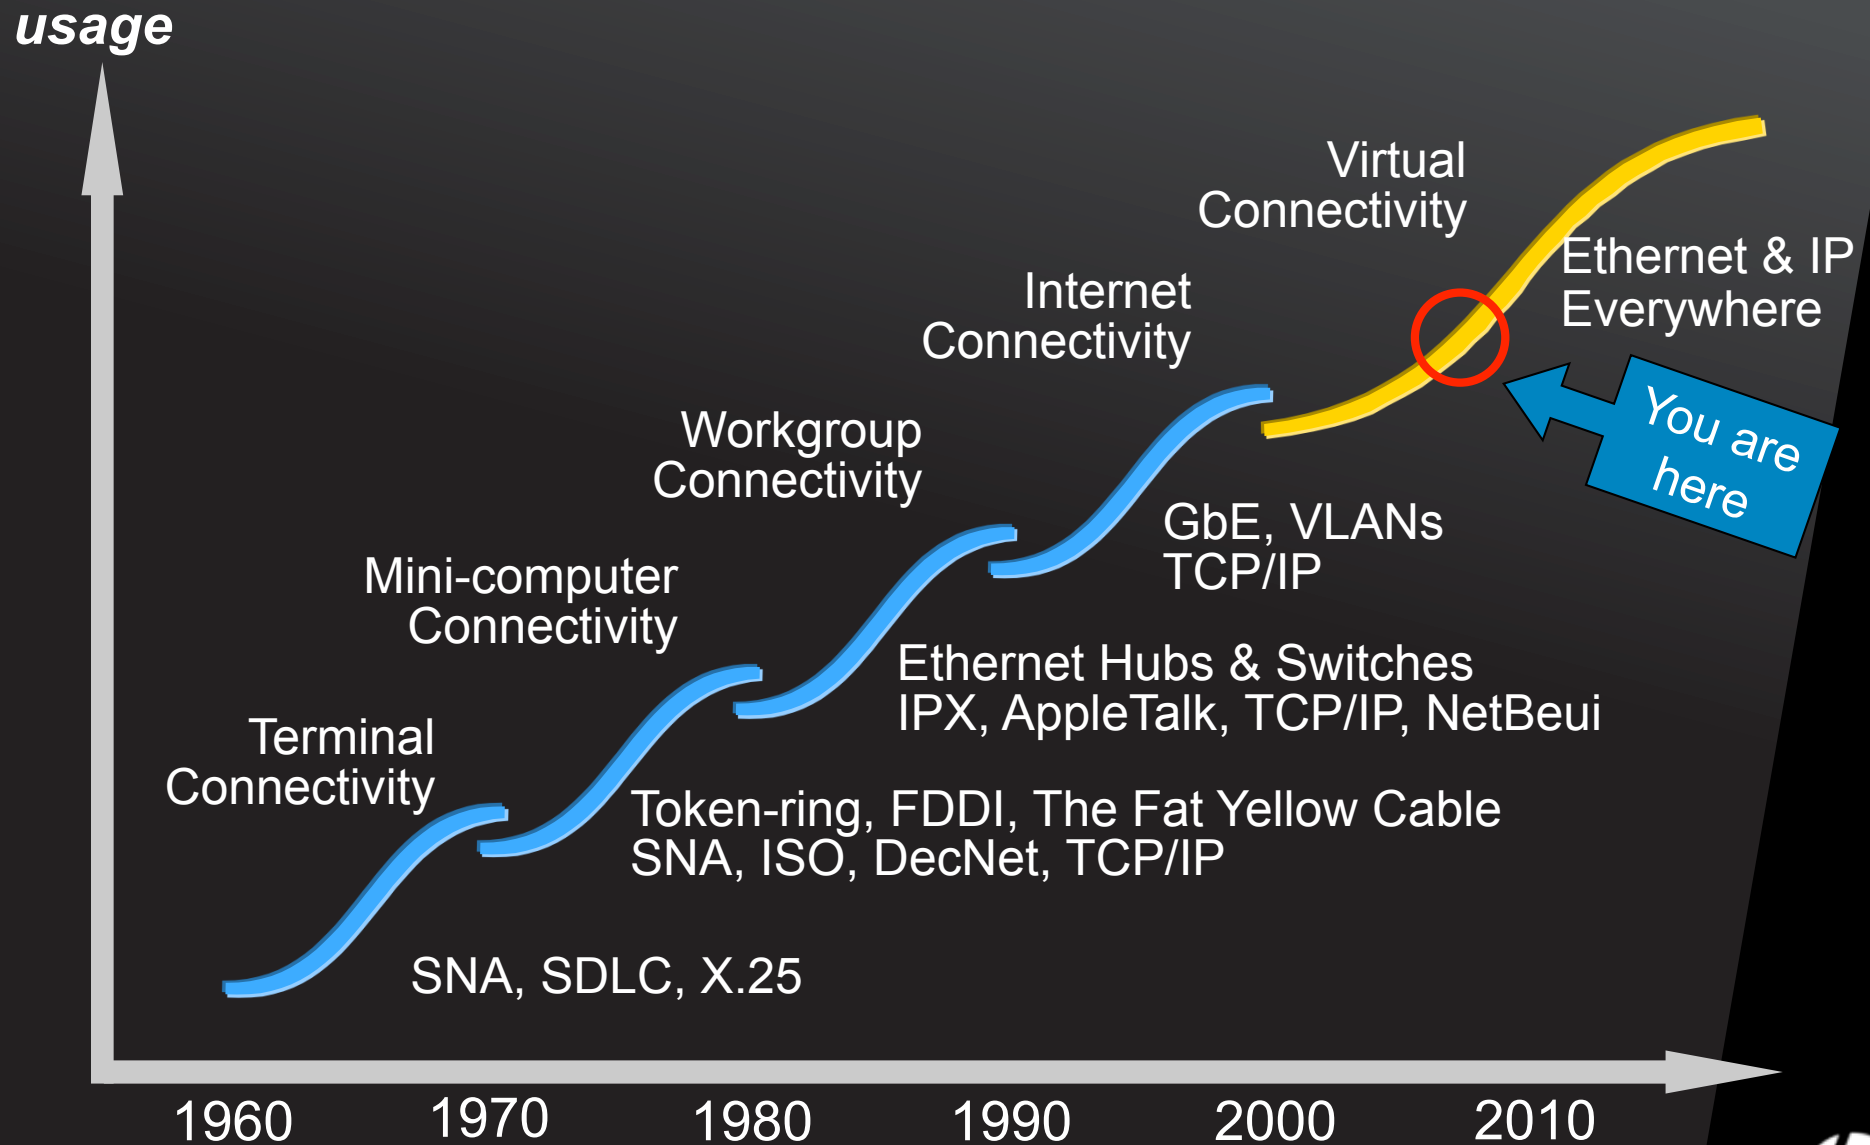 usage
Virtual
Connectivity
Ethernet & IP
Everywhere
Internet
Connectivity
You are
here
Workgroup
Connectivity
GbE, VLANs
TCP/IP
Mini-computer
Connectivity
Ethernet Hubs & Switches
IPX, AppleTalk, TCP/IP, NetBeui
Terminal
Connectivity
Token-ring, FDDI, The Fat Yellow Cable
SNA, ISO, DecNet, TCP/IP
SNA, SDLC, X.25
1960 1970 1980 1990 2000 2010